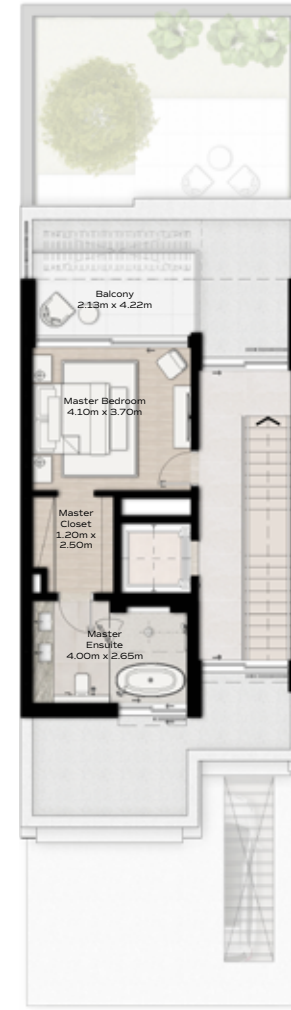 Balcony
2.13m x 4.22m
Master Bedroom
4.10m x 3.70m
Master
Closet
1.20m x
2.50m
Master
Ensuite
4.00m x 2.65m